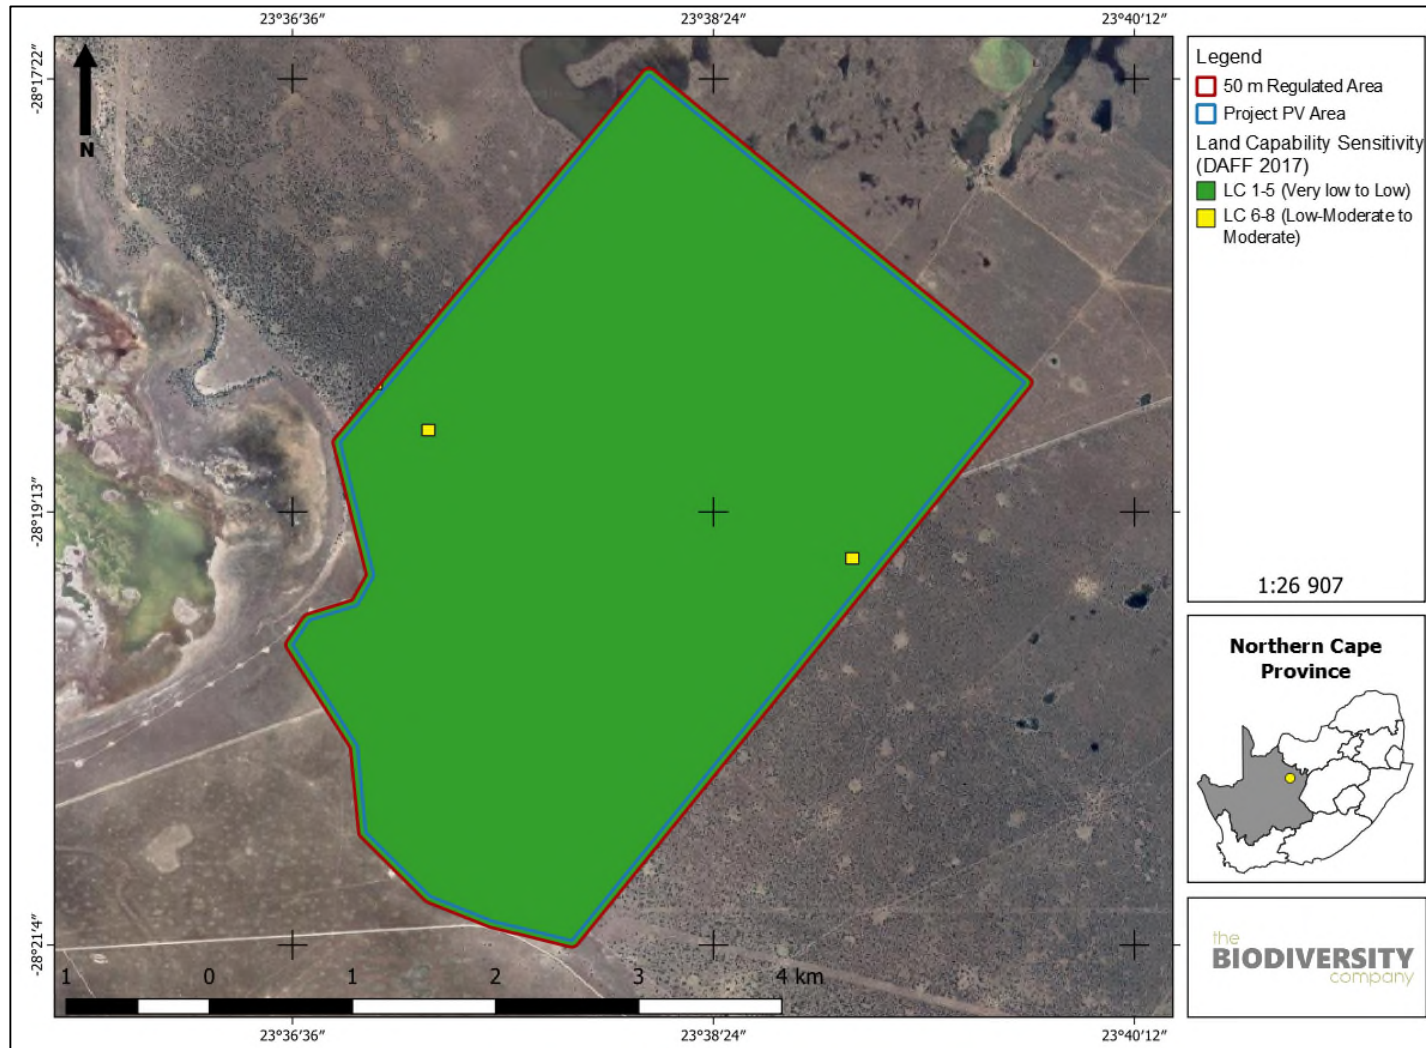 23°36′36″ 23°38′24″ 23°40′12″
-28°17′22″
-28°19′13″
-28°21′4″
N
1 0 1 2 3 4 km
23°36′36″ 23°38′24″ 23°40′12″
Legend
50 m Regulated Area
Project PV Area
Land Capability Sensitivity
(DAFF 2017)
LC 1-5 (Very low to Low)
LC 6-8 (Low-Moderate to
Moderate)
1:26 907
Northern Cape
Province
the
BIODIVERSITY
company